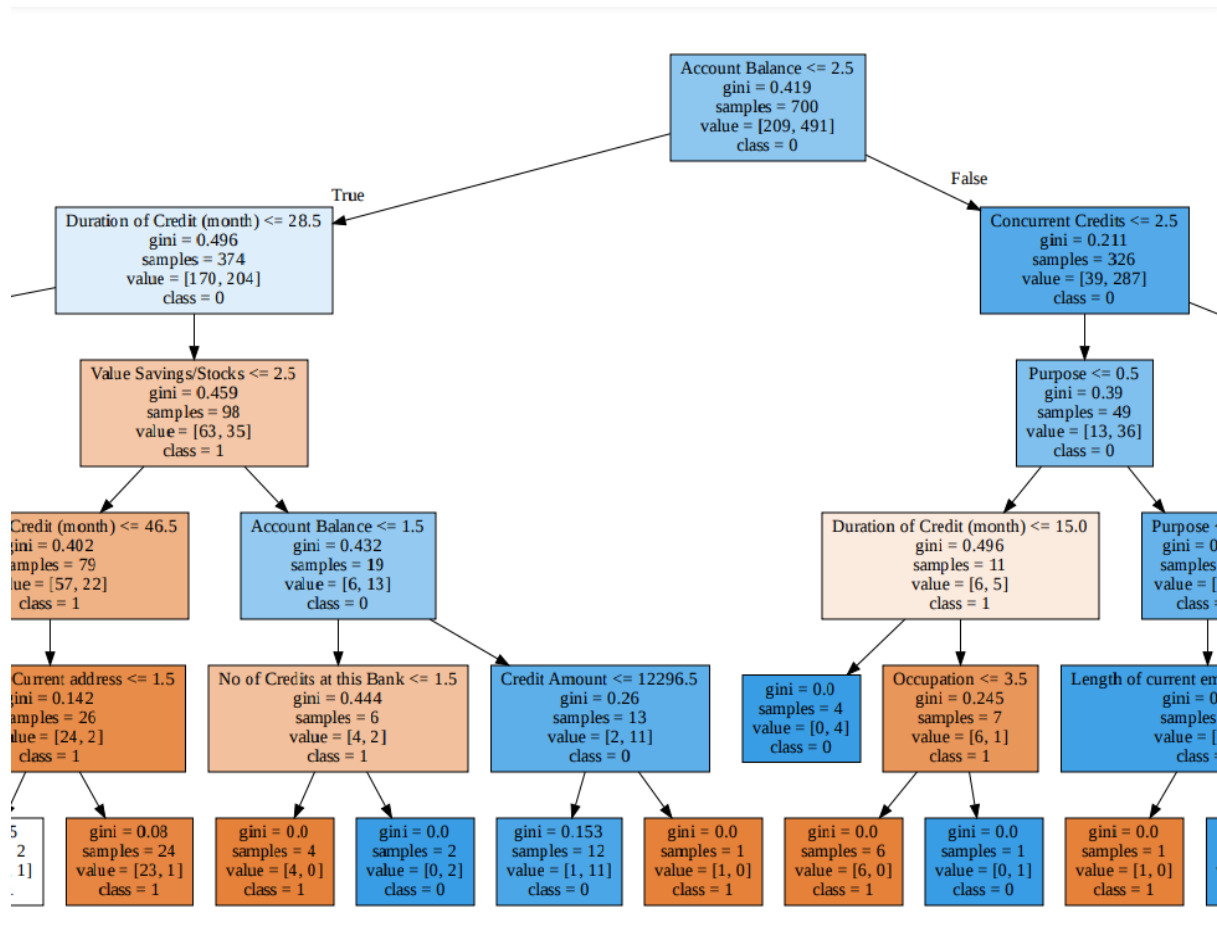 Account Balance <= 2.5
gini = 0.419
samples = 700
value = [209, 491]
class = 0
True
False
Duration of Credit (month) <= 28.5
gini = 0.496
samples = 374
value = [170, 204]
class = 0
Concurrent Credits <= 2.5
gini = 0.211
samples = 326
value = [39, 287]
class = 0
Value Savings/Stocks <= 2.5
gini = 0.459
samples = 98
value = [63, 35]
class = 1
Purpose <= 0.5
gini = 0.39
samples = 49
value = [13, 36]
class = 0
Credit (month) <= 46.5
= 0.402
= 79
= [57, 22]
class = 1
Account Balance <= 1.5
gini = 0.432
samples = 19
value = [6, 13]
class = 0
Duration of Credit (month) <= 15.0
gini = 0.496
samples = 11
value = [6, 5]
class = 1
Purpose
gini = 0
samples
value = [
class =
Current address <= 1.5
gini = 0.142
= 26
= [24, 2]
class = 1
No of Credits at this Bank <= 1.5
gini = 0.444
samples = 6
value = [4, 2]
class = 1
Credit Amount <= 12296.5
gini = 0.26
samples = 13
value = [2, 11]
class = 0
gini = 0.0
samples = 4
value = [0, 4]
class = 0
Occupation <= 3.5
gini = 0.245
samples = 7
value = [6, 1]
class = 1
Length of current
gini = 0
samples
value = [
class =
5
2
1]
gini = 0.08
samples = 24
value = [23, 1]
class = 1
gini = 0.0
samples = 4
value = [4, 0]
class = 1
gini = 0.0
samples = 2
value = [0, 2]
class = 0
gini = 0.153
samples = 12
value = [1, 11]
class = 0
gini = 0.0
samples = 1
value = [1, 0]
class = 1
gini = 0.0
samples = 6
value = [6, 0]
class = 1
gini = 0.0
samples = 1
value = [0, 1]
class = 0
gini = 0.0
samples = 1
value = [1, 0]
class = 1